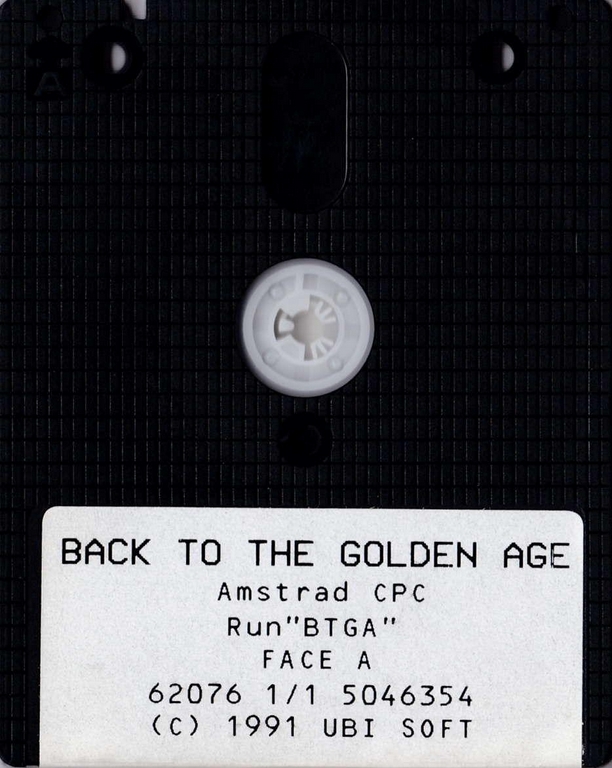 A
BACK TO THE GOLDEN AGE
Amstrad CPC
Run"BTGA"
FACE A
62076 1/1 5046354
(C) 1991 UBI SOFT